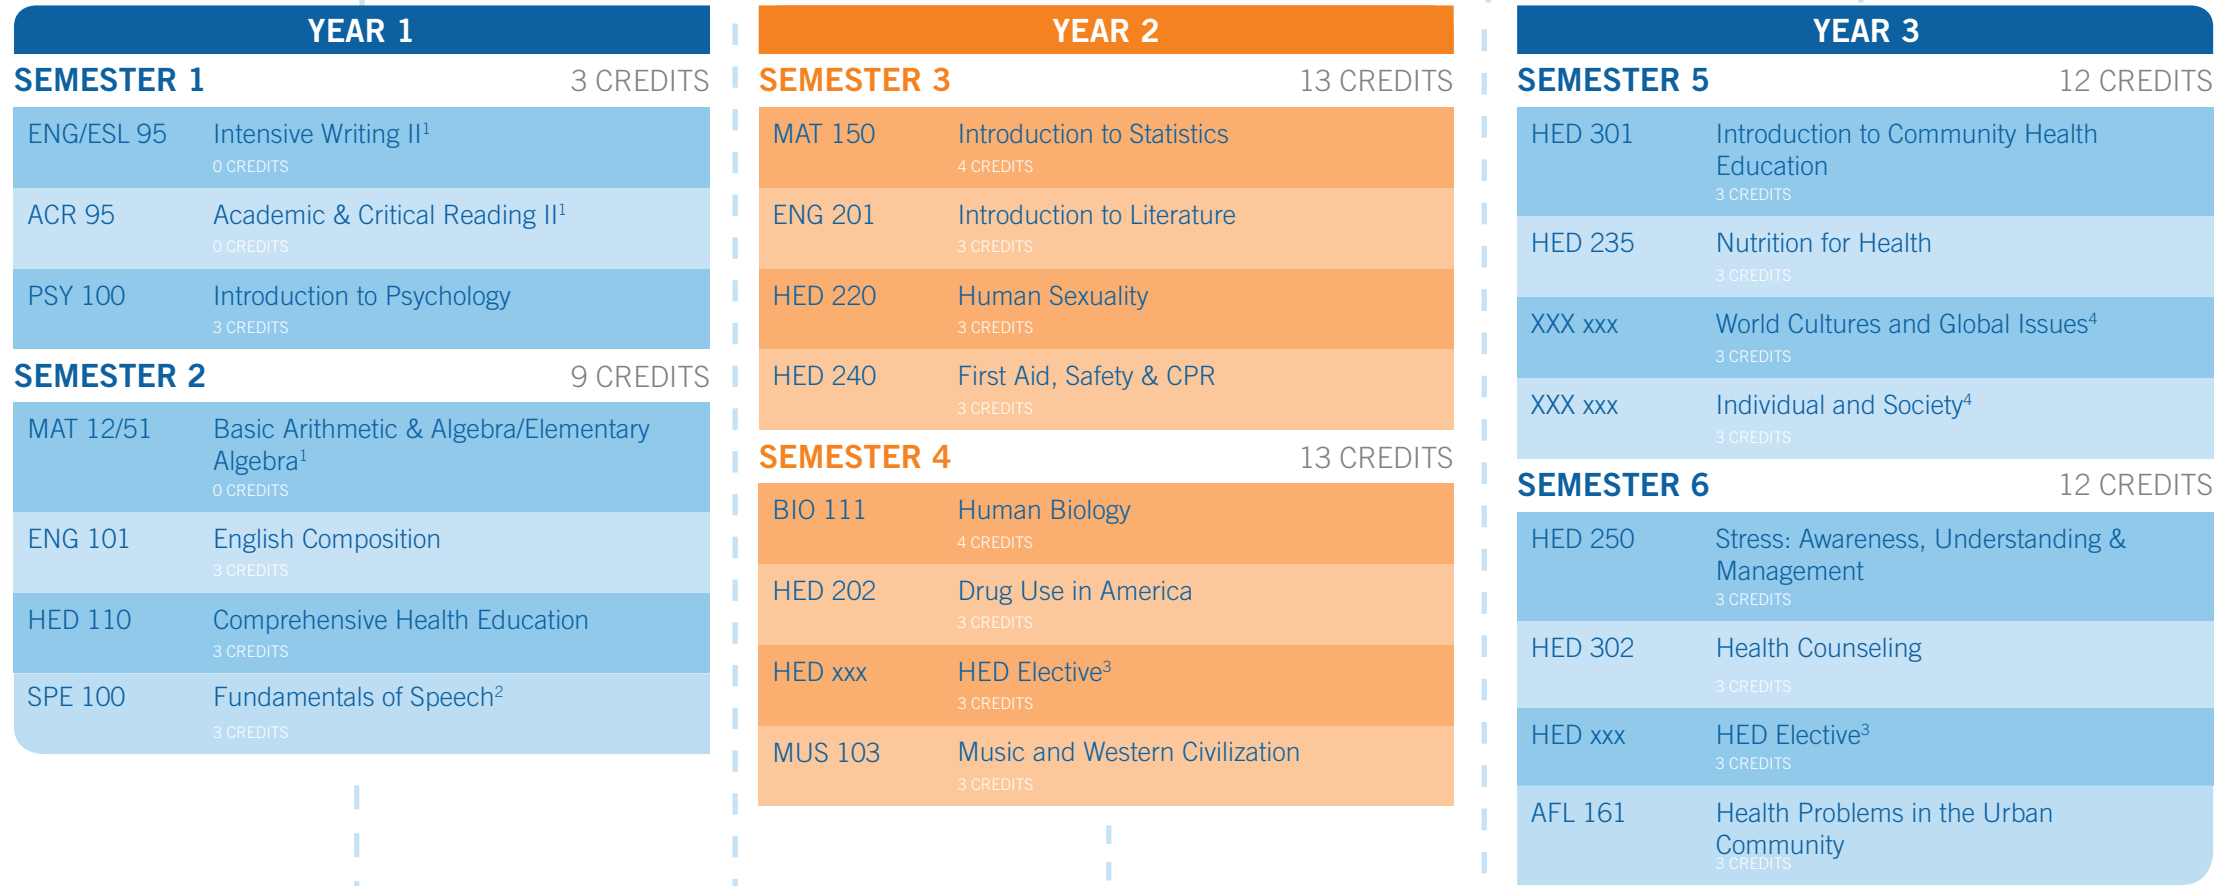 YEAR 1
SEMESTER 1 3 CREDITS
ENG/ESL 95 Intensive Writing II¹
0 CREDITS
ACR 95 Academic & Critical Reading II¹
0 CREDITS
PSY 100 Introduction to Psychology
3 CREDITS
SEMESTER 2 9 CREDITS
MAT 12/51 Basic Arithmetic & Algebra/Elementary
Algebra¹
0 CREDITS
ENG 101 English Composition
3 CREDITS
HED 110 Comprehensive Health Education
3 CREDITS
SPE 100 Fundamentals of Speech²
3 CREDITS
YEAR 2
SEMESTER 3 13 CREDITS
MAT 150 Introduction to Statistics
4 CREDITS
ENG 201 Introduction to Literature
3 CREDITS
HED 220 Human Sexuality
3 CREDITS
HED 240 First Aid, Safety & CPR
3 CREDITS
SEMESTER 4 13 CREDITS
BIO 111 Human Biology
4 CREDITS
HED 202 Drug Use in America
3 CREDITS
HED xxx HED Elective³
3 CREDITS
MUS 103 Music and Western Civilization
3 CREDITS
YEAR 3
SEMESTER 5 12 CREDITS
HED 301 Introduction to Community Health
Education
3 CREDITS
HED 235 Nutrition for Health
3 CREDITS
XXX xxx World Cultures and Global Issues⁴
3 CREDITS
XXX xxx Individual and Society⁴
3 CREDITS
SEMESTER 6 12 CREDITS
HED 250 Stress: Awareness, Understanding &
Management
3 CREDITS
HED 302 Health Counseling
3 CREDITS
HED xxx HED Elective³
3 CREDITS
AFL 161 Health Problems in the Urban
Community
3 CREDITS